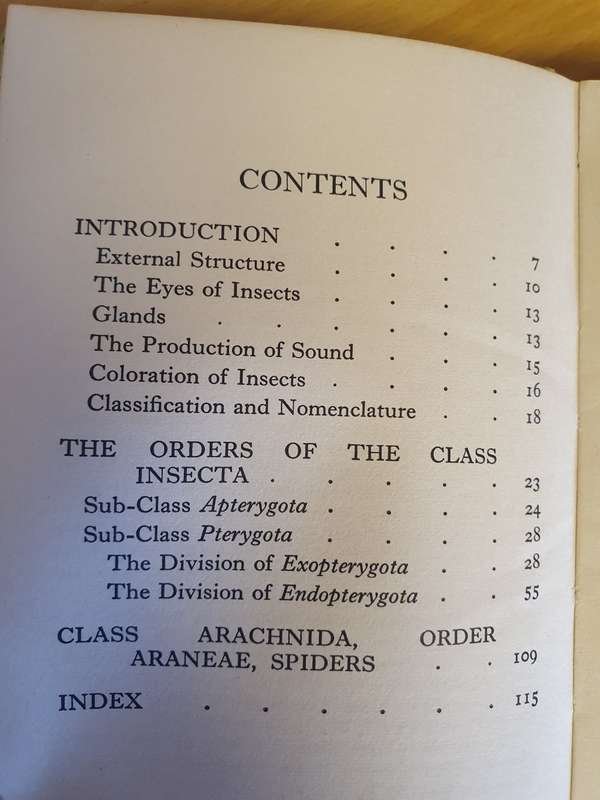 CONTENTS
INTRODUCTION . . . . 7
External Structure . . . . 10
The Eyes of Insects . . . . 13
Glands . . . . . . 13
The Production of Sound . . . 15
Coloration of Insects . . . . 16
Classification and Nomenclature . . 18
THE ORDERS OF THE CLASS
INSECTA . . . . . 23
Sub-Class Apterygota . . . . 24
Sub-Class Pterygota . . . . 28
The Division of Exopterygota . . 28
The Division of Endopterygota . . 55
CLASS ARACHNIDA, ORDER
ARANEAE, SPIDERS . . 109
INDEX . . . . . . 115